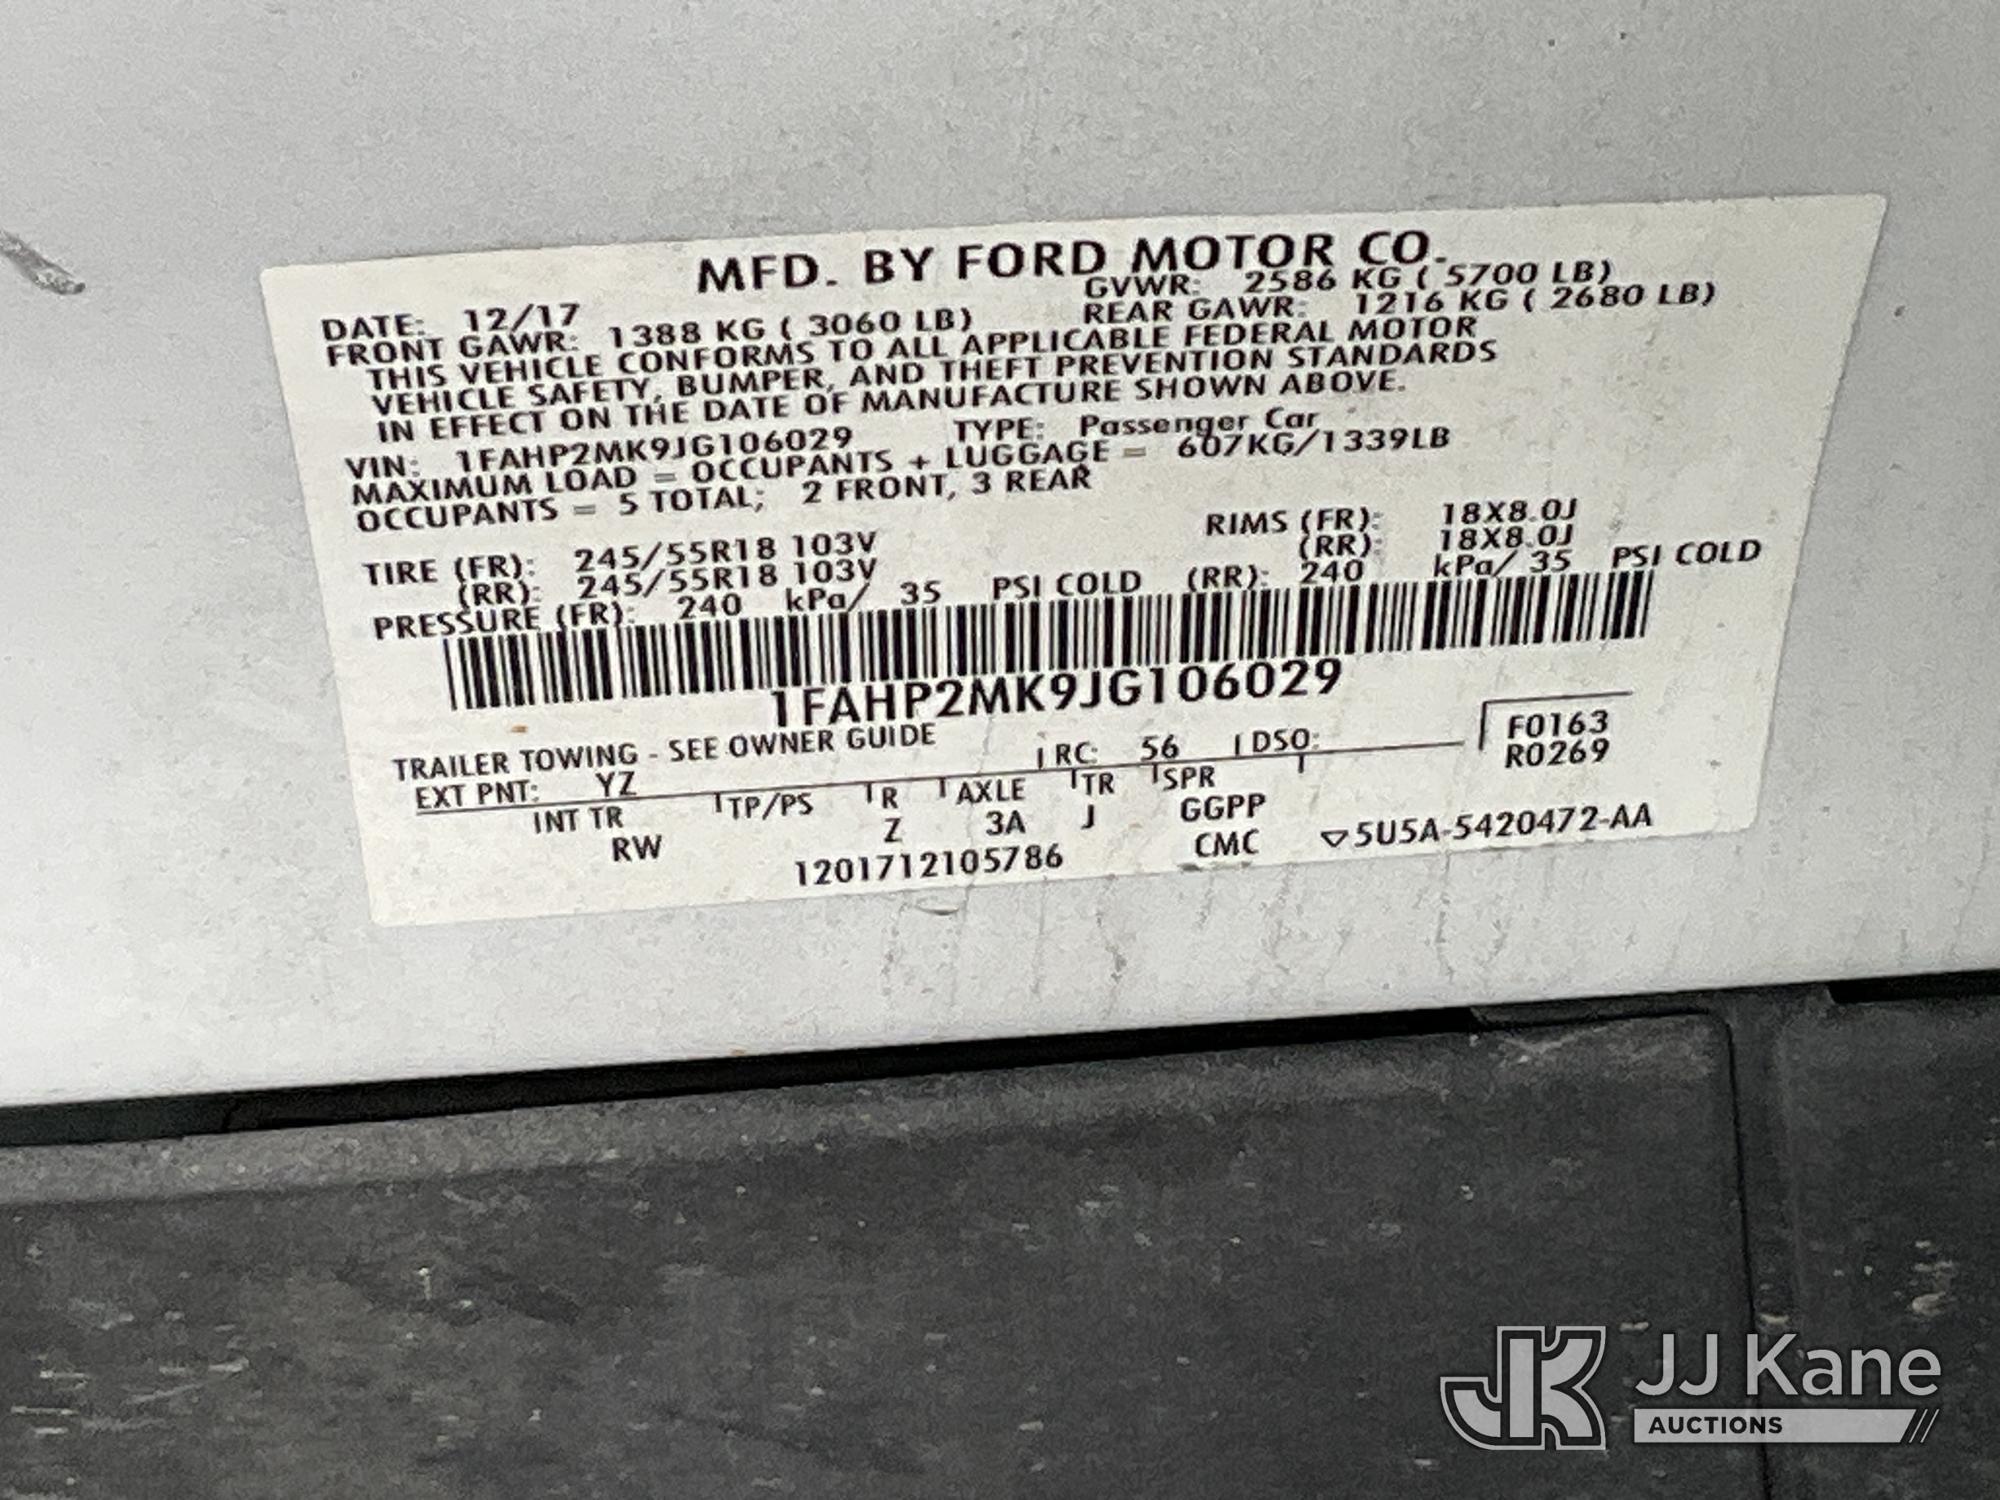 MFD. BY FORD MOTOR CO.
DATE: 12/17 GVWR: 2586 KG ( 5700 LB)
FRONT GAWR: 1388 KG ( 3060 LB) REAR GAWR: 1216 KG ( 2680 LB)
THIS VEHICLE CONFORMS TO ALL APPLICABLE FEDERAL MOTOR
VEHICLE SAFETY, BUMPER, AND THEFT PREVENTION STANDARDS
IN EFFECT ON THE DATE OF MANUFACTURE SHOWN ABOVE.
VIN: 1FAHP2MK9JG106029 TYPE: Passenger Car
MAXIMUM LOAD = OCCUPANTS + LUGGAGE = 607KG/1339LB
OCCUPANTS = 5 TOTAL; 2 FRONT, 3 REAR
TIRE (FR): 245/55R18 103V RIMS (FR): 18X8.0J
(RR): 245/55R18 103V (RR): 18X8.0J
PRESSURE (FR): 240 kPa/ 35 PSI COLD (RR): 240 kPa/ 35 PSI COLD
1FAHP2MK9JG106029
TRAILER TOWING - SEE OWNER GUIDE
EXT PNT: YZ RC: 56 DSO: F0163
R0269
INT TR TP/PS R AXLE TR SPR
RW Z 3A J GGPP
1201712105786 CMC ▽5U5A-5420472-AA
JK JJ Kane
AUCTIONS